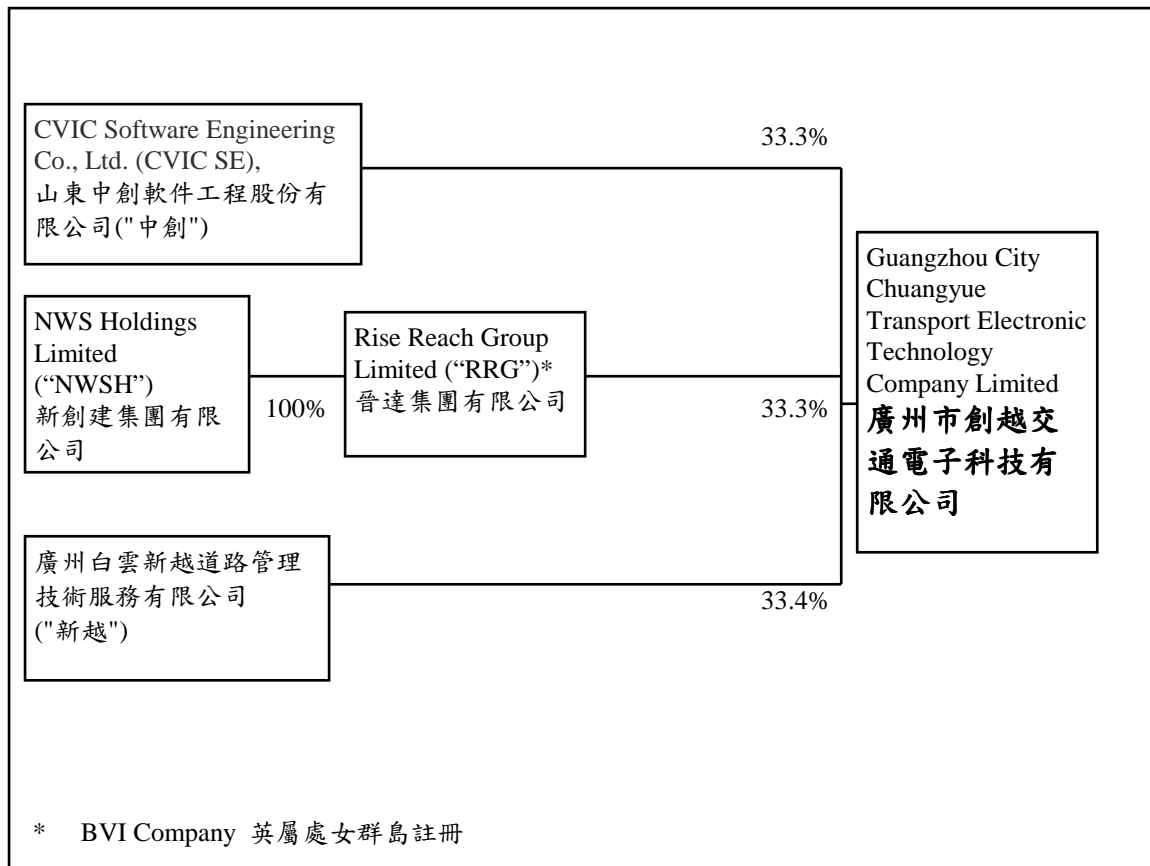 CVIC Software Engineering
Co., Ltd. (CVIC SE),
山東中創軟件工程股份有
限公司("中創")
33.3%
NWS Holdings
Limited
(“NWSH”)
新創建集團有限
公司
100%
Rise Reach Group
Limited (“RRG”)*
晉達集團有限公司
33.3%
Guangzhou City
Chuangyue
Transport Electronic
Technology
Company Limited
廣州市創越交
通電子科技有
限公司
廣州白雲新越道路管理
技術服務有限公司
("新越")
33.4%
* BVI Company 英屬處女群島註冊